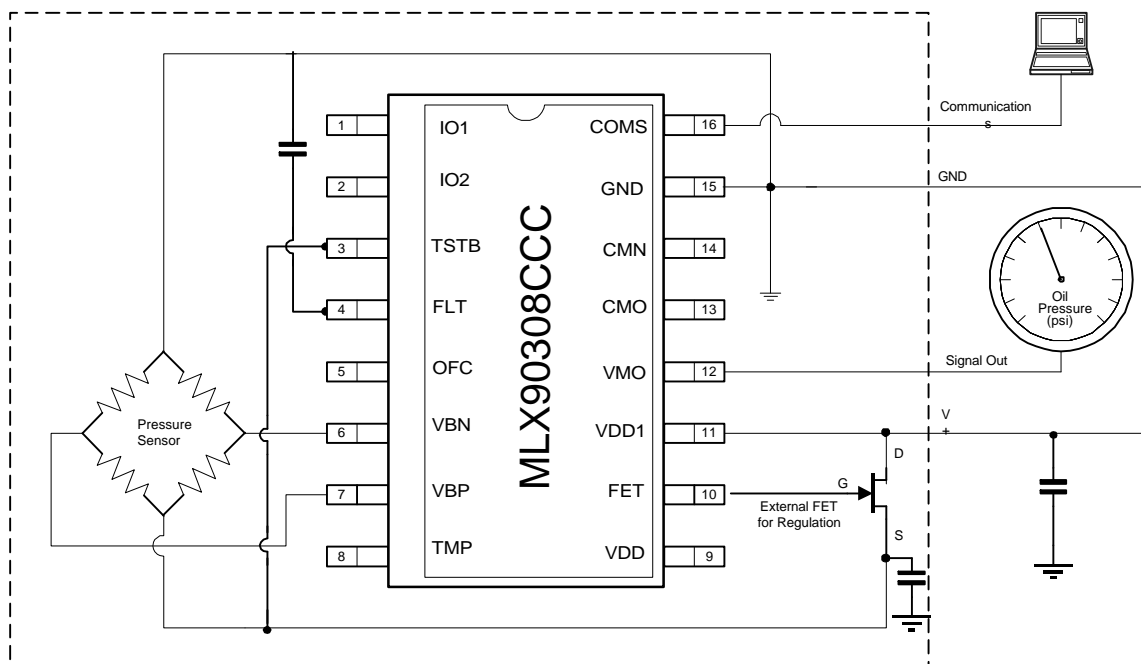 Communication
s
1
IO1
COMS
16
2
IO2
GND
15
GND
3
TSTB
CMN
14
4
FLT
CMO
13
Oil
Pressure
(psi)
5
OFC
VMO
12
Signal Out
MLX90308CCC
Pressure
Sensor
6
VBN
VDD1
11
V
+
D
7
VBP
FET
10
G
External FET
for Regulation
S
8
TMP
VDD
9